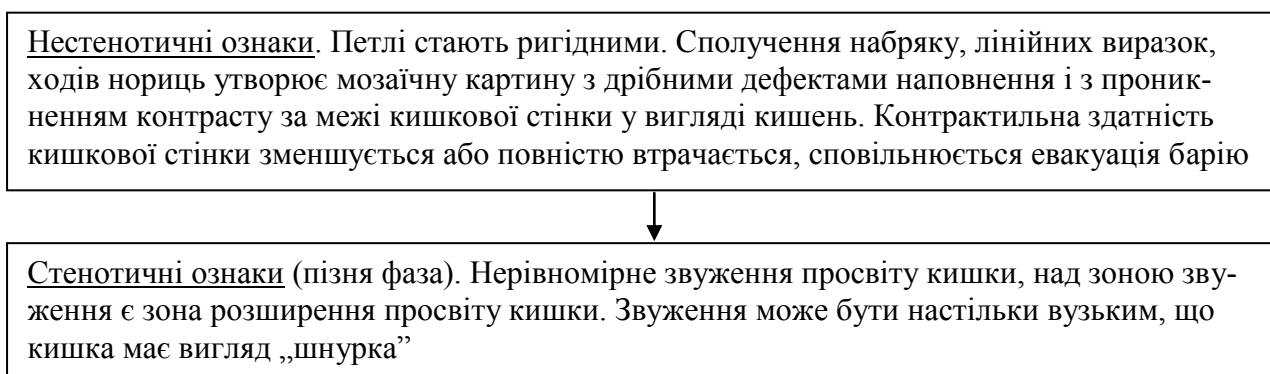 Нестенотичні ознаки. Петлі стають ригідними. Сполучення набряку, лінійних виразок,
ходів нориць утворює мозаїчну картину з дрібними дефектами наповнення і з проник-
ненням контрасту за межі кишкової стінки у вигляді кишень. Контрактильна здатність
кишкової стінки зменшується або повністю втрачається, сповільнюється евакуація барію
Стенотичні ознаки (пізня фаза). Нерівномірне звуження просвіту кишки, над зоною зву-
ження є зона розширення просвіту кишки. Звуження може бути настільки вузьким, що
кишка має вигляд „шнурка”